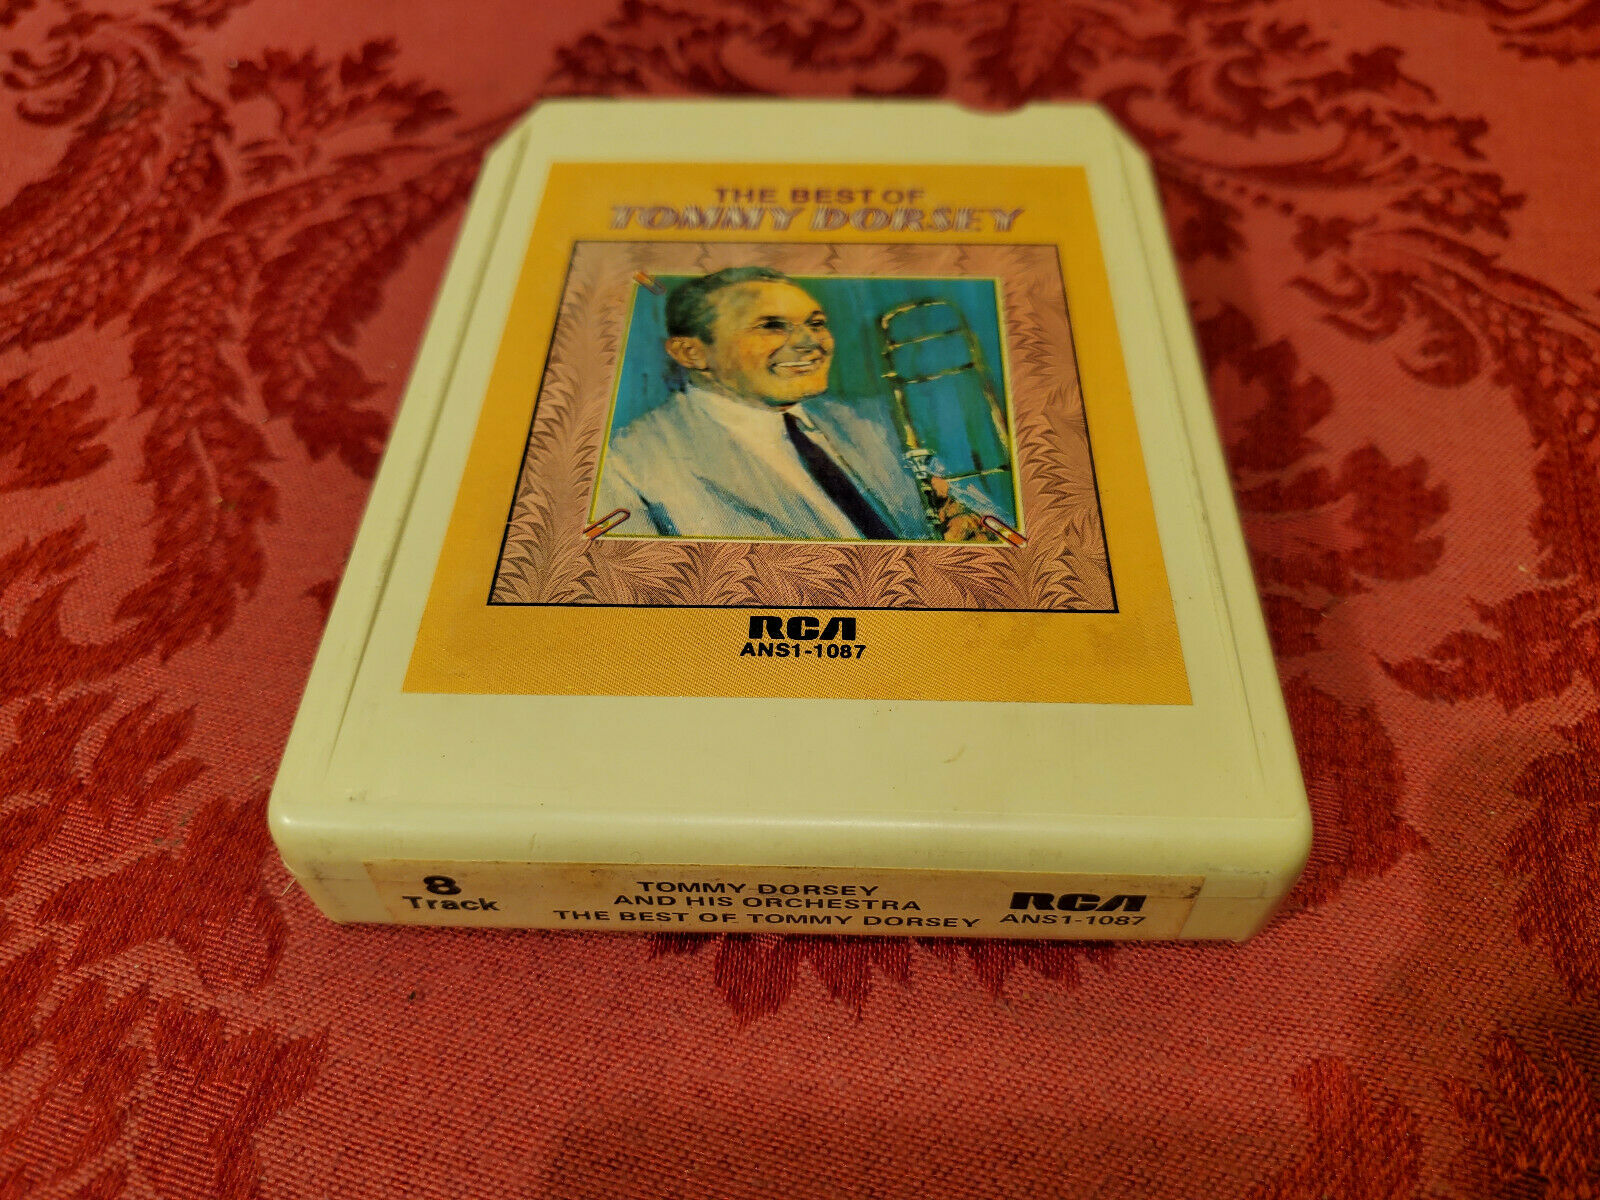 THE BEST OF
TOMMY DORSEY
RCA
ANS1-1087
8
Track
TOMMY DORSEY
AND HIS ORCHESTRA
THE BEST OF TOMMY DORSEY
RCA
ANS1-1087